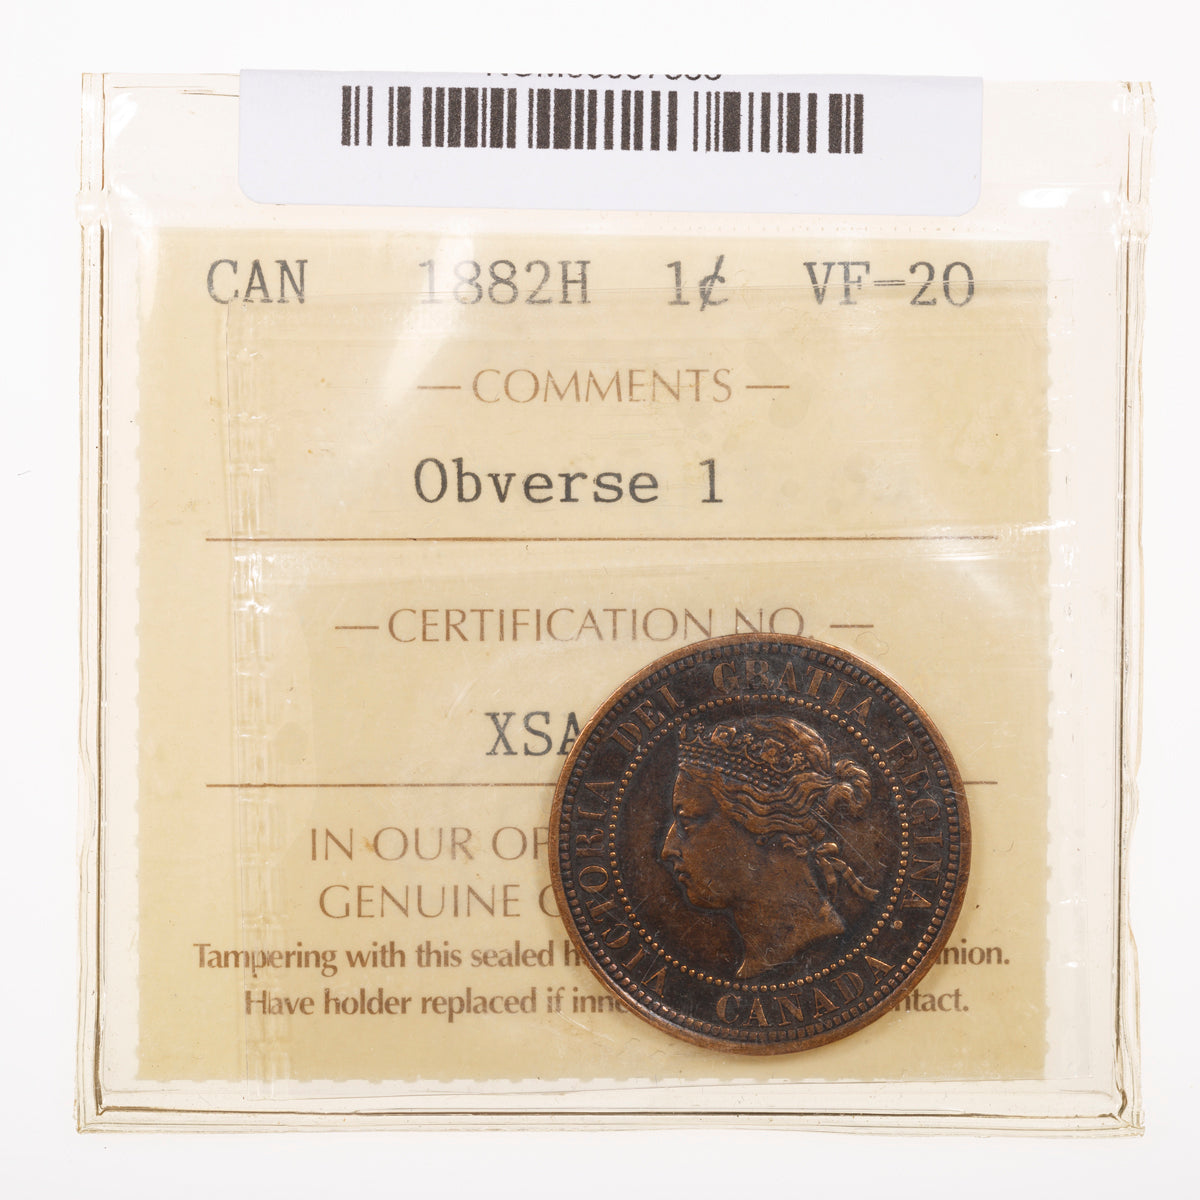 CAN 1882H 1¢ VF-20
— COMMENTS —
Obverse 1
— CERTIFICATION NO. —
XSA
IN OUR OP
GENUINE
Tampering with this sealed h nion.
Have holder replaced if inne ntact.
VICTORIA DEI GRATIA REGINA.
CANADA